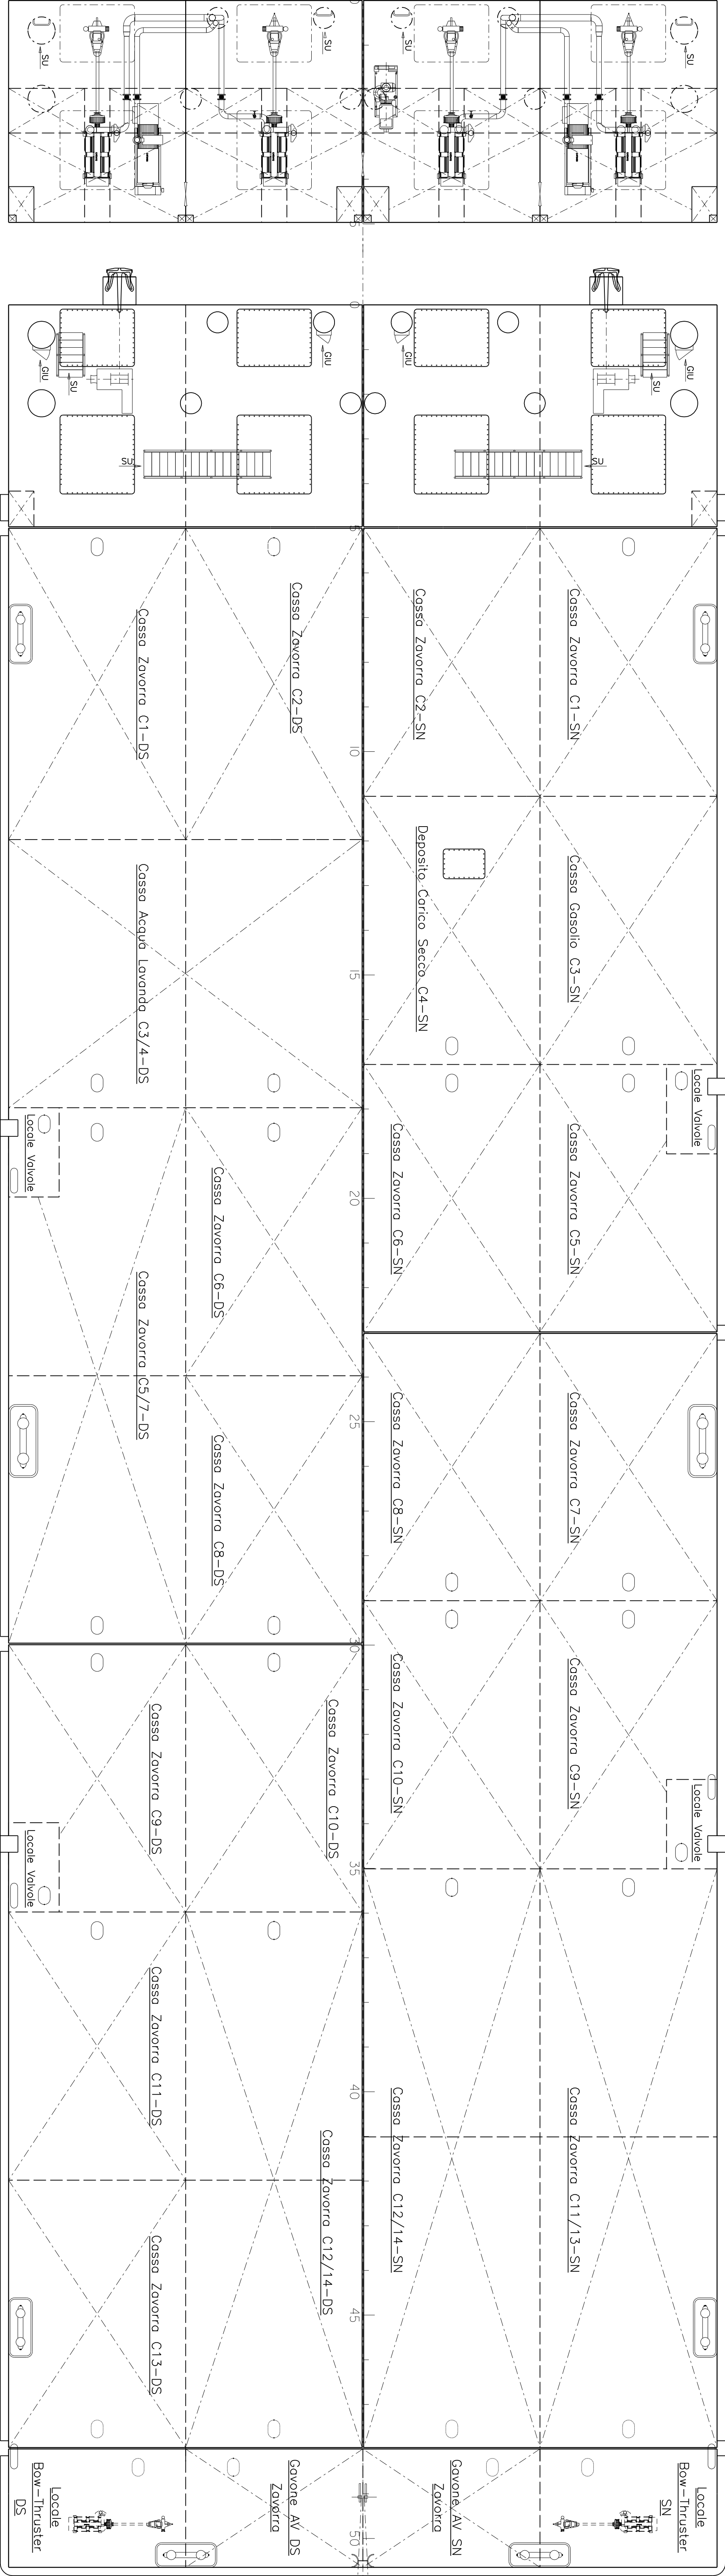 0
SU
SU
SU
SU
5
0
GIU
SU
GIU
GIU
SU
GIU
SU
SU
5
Cassa Zavorra C1-DS
Cassa Zavorra C2-DS
Cassa Zavorra C2-SN
Cassa Zavorra C1-SN
10
Cassa Acqua Lavanda C3/4-DS
Deposito Carico Secco C4-SN
Cassa Gasolio C3-SN
15
Locale Valvole
Locale Valvole
Cassa Zavorra C6-DS
Cassa Zavorra C6-SN
Cassa Zavorra C5-SN
20
Cassa Zavorra C5/7-DS
Cassa Zavorra C8-DS
25
Cassa Zavorra C8-SN
Cassa Zavorra C7-SN
30
Cassa Zavorra C9-DS
Cassa Zavorra C10-DS
Cassa Zavorra C10-SN
Cassa Zavorra C9-SN
Locale Valvole
Locale Valvole
35
Cassa Zavorra C11-DS
40
Cassa Zavorra C12/14-DS
Cassa Zavorra C12/14-SN
Cassa Zavorra C11/13-SN
Cassa Zavorra C13-DS
45
Locale
Bow-Thruster
DS
Gavone AV DS
Zavorra
Gavone AV SN
Zavorra
Locale
Bow-Thruster
SN
50